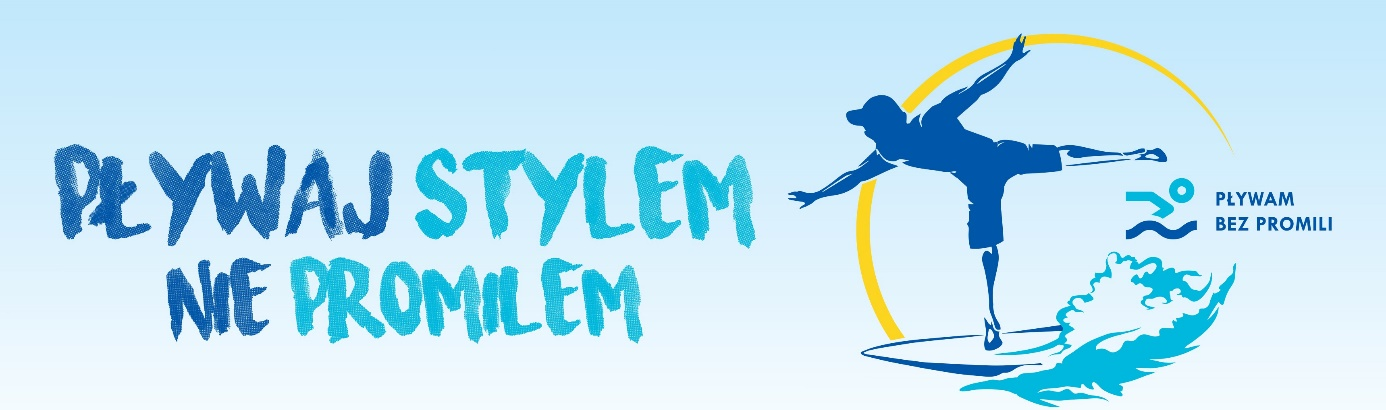 PŁYWAJ STYLEM
NIE PROMILEM
PŁYWAM
BEZ PROMILI